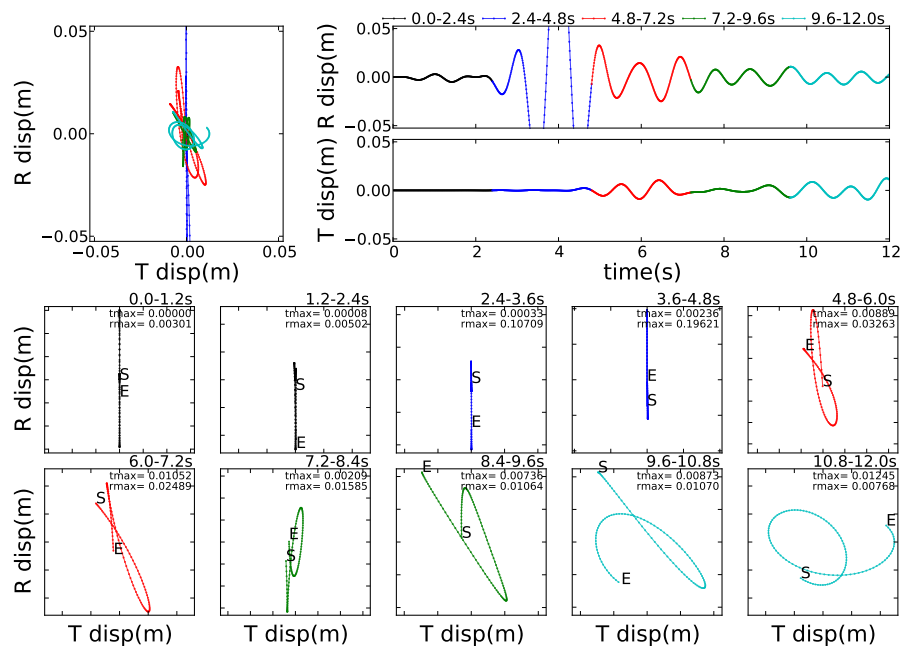 0.0-2.4s 2.4-4.8s 4.8-7.2s 7.2-9.6s 9.6-12.0s
0.05
0.00
−0.05
R disp(m)
−0.05 0.00 0.05
T disp(m)
0.05
0.00
−0.05
R disp(m)
0.05
0.00
−0.05
T disp(m)
0 2 4 6 8 10 12
time(s)
R disp(m)
0.0-1.2s
tmax= 0.00000
rmax= 0.00301
S
E
1.2-2.4s
tmax= 0.00008
rmax= 0.00502
S
E
2.4-3.6s
tmax= 0.00033
rmax= 0.10709
S
E
3.6-4.8s
tmax= 0.00236
rmax= 0.19621
E
S
4.8-6.0s
tmax= 0.00889
rmax= 0.03263
E
S
R disp(m)
6.0-7.2s
tmax= 0.01052
rmax= 0.02489
S
E
T disp(m)
7.2-8.4s
tmax= 0.00209
rmax= 0.01585
E
S
T disp(m)
8.4-9.6s
tmax= 0.00736
rmax= 0.01064
E
S
T disp(m)
9.6-10.8s
tmax= 0.00873
rmax= 0.01070
S
E
T disp(m)
10.8-12.0s
tmax= 0.01245
rmax= 0.00768
E
S
T disp(m)